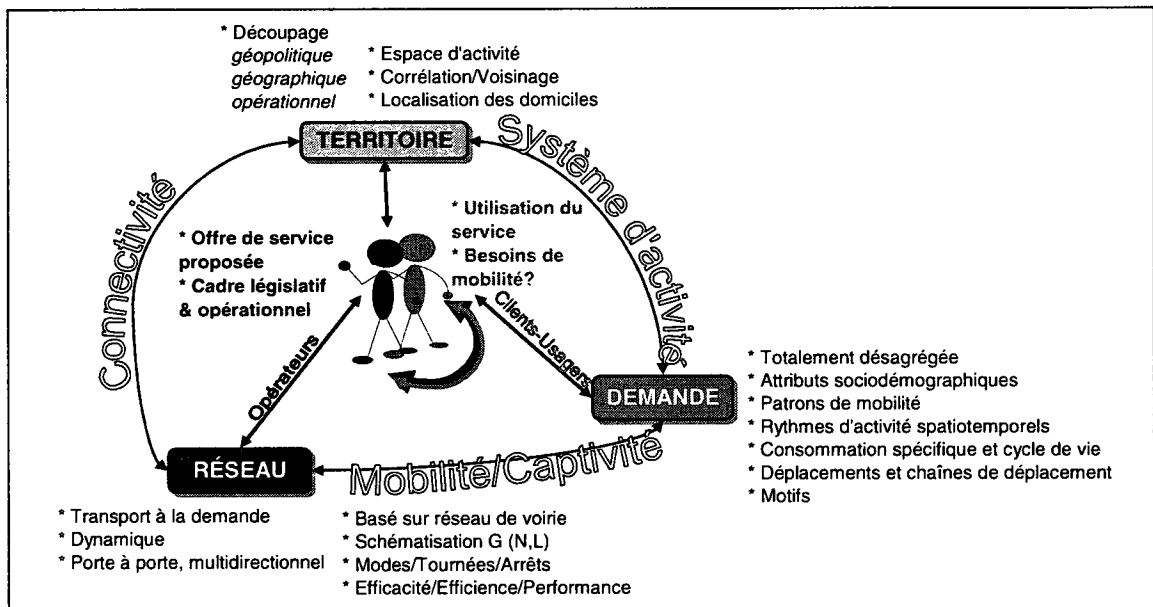 * Découpage
géopolitique
géographique
opérationnel
* Espace d'activité
* Corrélation/Voisinage
* Localisation des domiciles
TERRITOIRE
Système d'activité
Connectivité
* Offre de service
proposée
* Cadre législatif
& opérationnel
* Utilisation du
service
* Besoins de
mobilité?
Opérateurs
Clients-Usagers
DEMANDE
* Totalement désagrégée
* Attributs sociodémographiques
* Patrons de mobilité
* Rythmes d'activité spatiotemporels
* Consommation spécifique et cycle de vie
* Déplacements et chaînes de déplacement
* Motifs
RÉSEAU
Mobilité/Captivité
* Transport à la demande
* Dynamique
* Porte à porte, multidirectionnel
* Basé sur réseau de voirie
* Schématisation G (N,L)
* Modes/Tournées/Arrêts
* Efficacité/Efficience/Performance